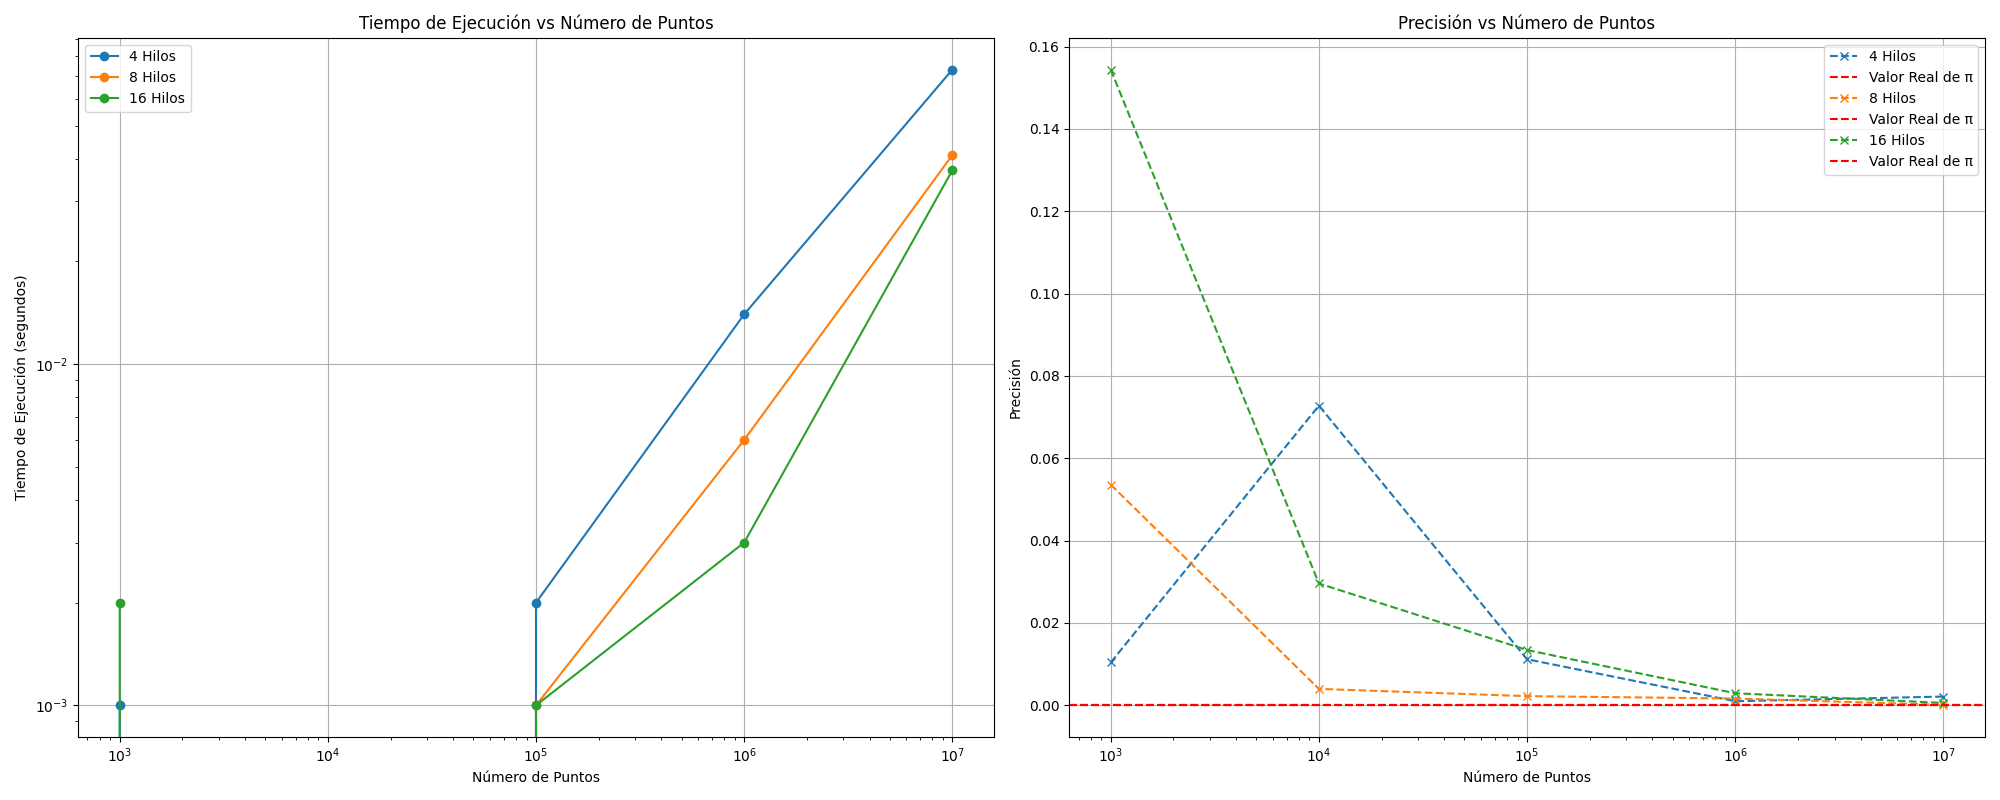 Tiempo de Ejecución vs Número de Puntos
4 Hilos
8 Hilos
16 Hilos
Tiempo de Ejecución (segundos)
10⁻²
10⁻³
10³
10⁴
10⁵
10⁶
10⁷
Número de Puntos
Precisión vs Número de Puntos
4 Hilos
Valor Real de π
8 Hilos
Valor Real de π
16 Hilos
Valor Real de π
Precisión
0.16
0.14
0.12
0.10
0.08
0.06
0.04
0.02
0.00
10³
10⁴
10⁵
10⁶
10⁷
Número de Puntos